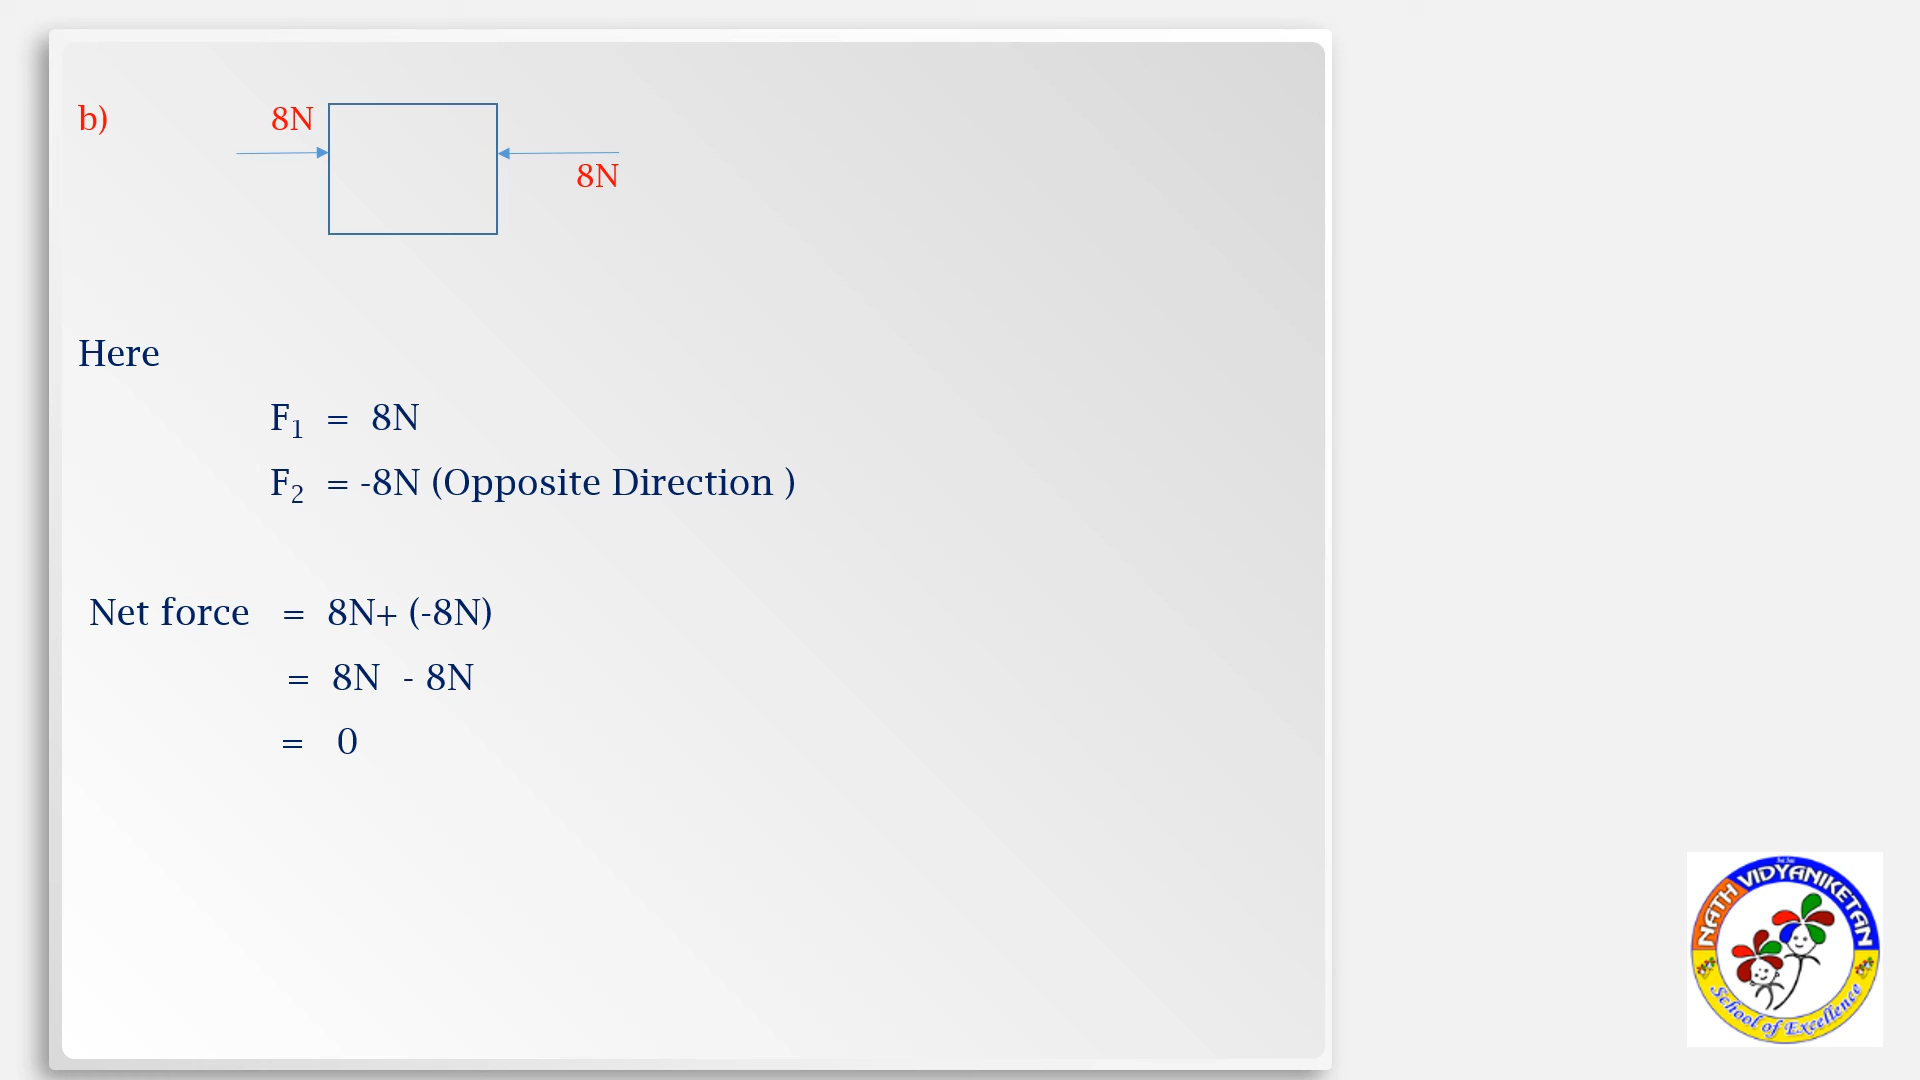 b) 8N
8N
Here
F₁ = 8N
F₂ = -8N (Opposite Direction )
Net force = 8N+ (-8N)
= 8N - 8N
= 0
NATH VIDYANIKETAN
School of Excellence